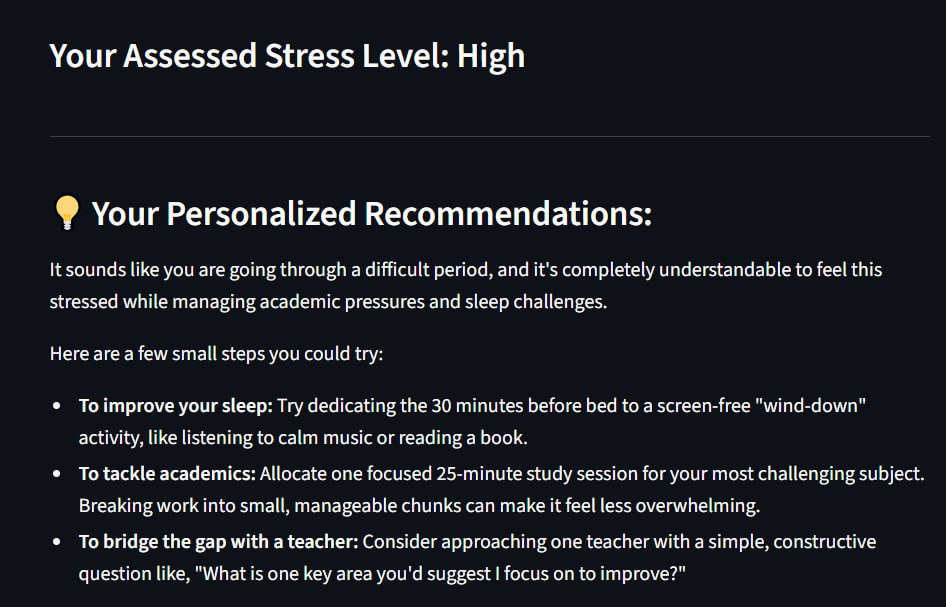 Your Assessed Stress Level: High
💡 Your Personalized Recommendations:
It sounds like you are going through a difficult period, and it's completely understandable to feel this
stressed while managing academic pressures and sleep challenges.
Here are a few small steps you could try:
• To improve your sleep: Try dedicating the 30 minutes before bed to a screen-free "wind-down"
activity, like listening to calm music or reading a book.
• To tackle academics: Allocate one focused 25-minute study session for your most challenging subject.
Breaking work into small, manageable chunks can make it feel less overwhelming.
• To bridge the gap with a teacher: Consider approaching one teacher with a simple, constructive
question like, "What is one key area you'd suggest I focus on to improve?"